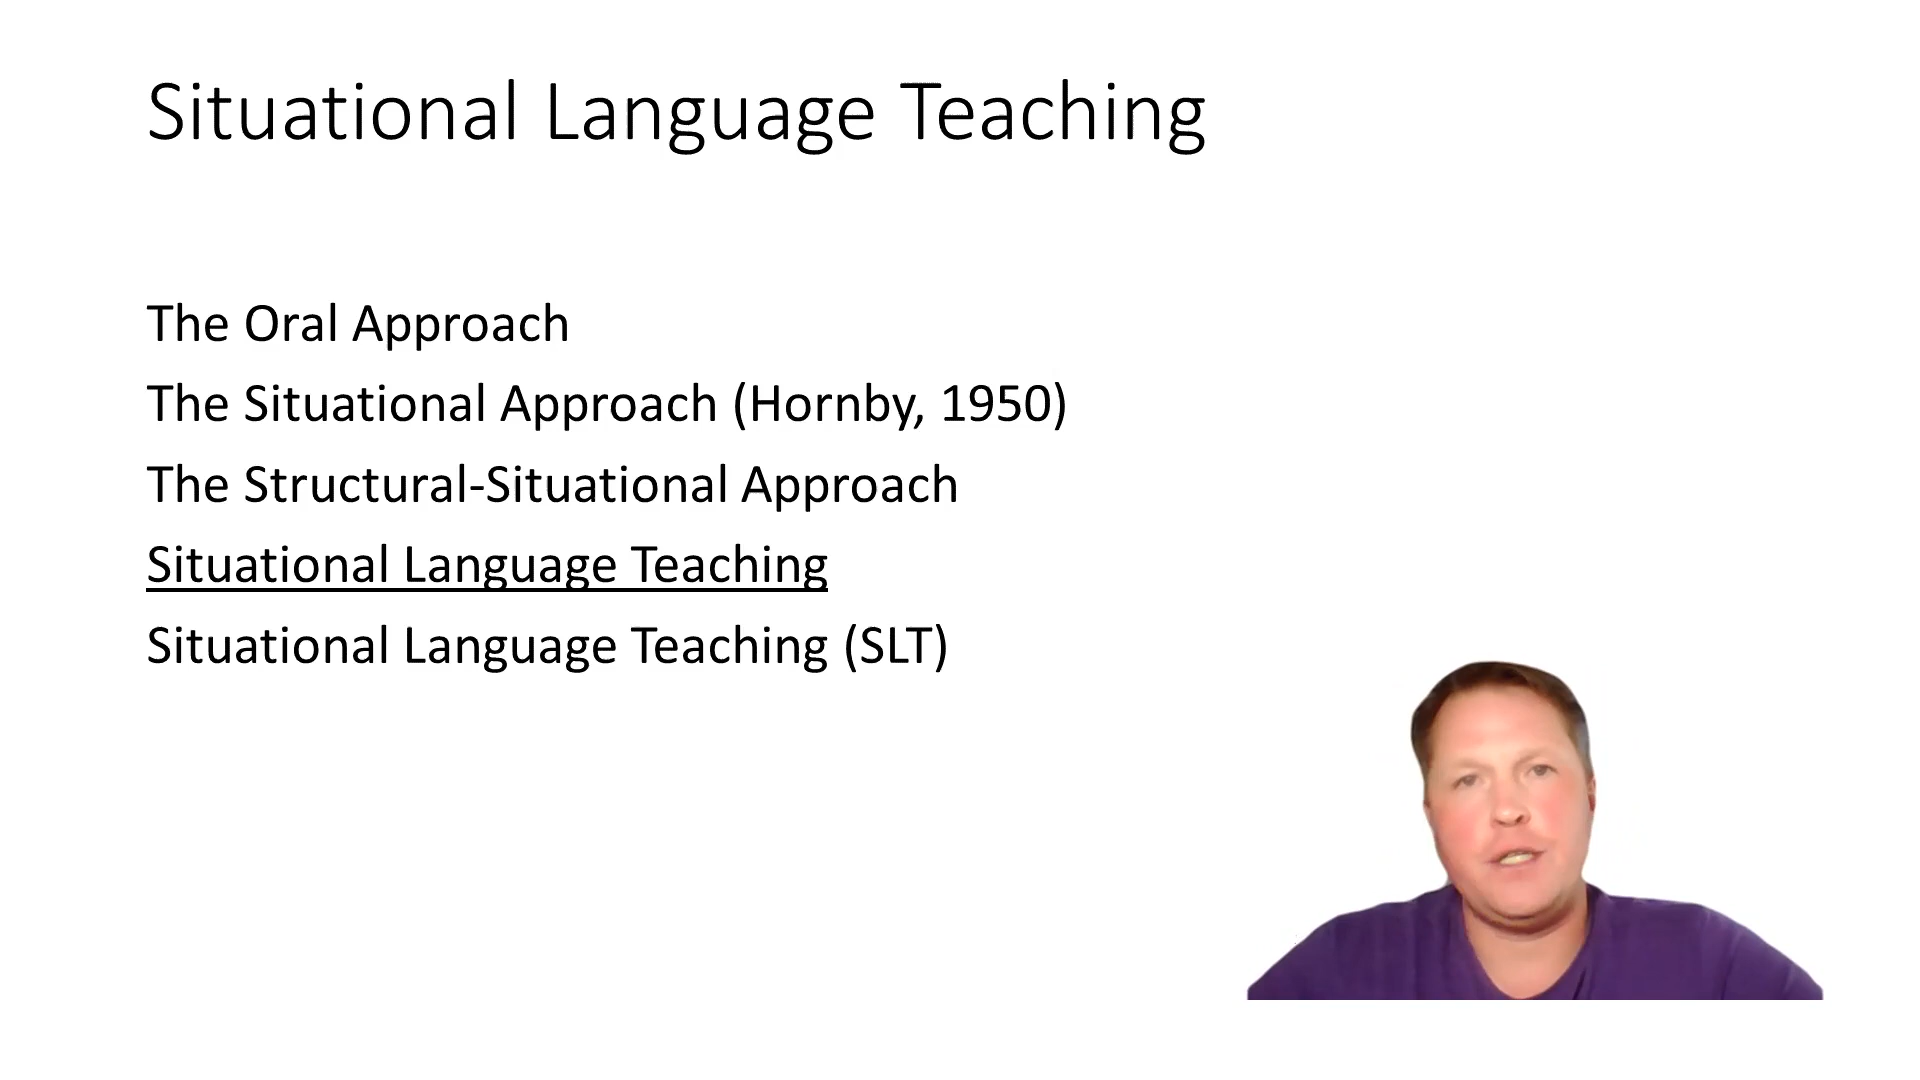 Situational Language Teaching
The Oral Approach
The Situational Approach (Hornby, 1950)
The Structural-Situational Approach
Situational Language Teaching
Situational Language Teaching (SLT)